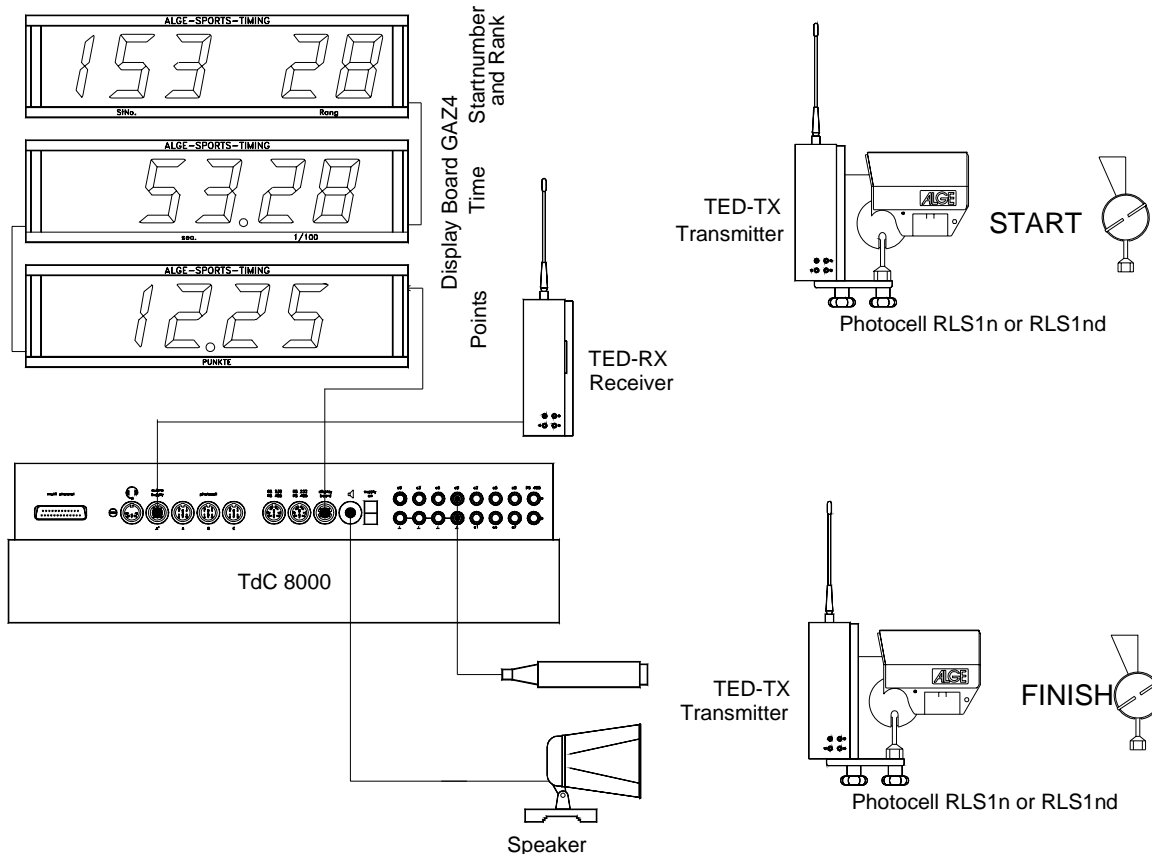 ALGE-SPORTS-TIMING
153 28
StNo. Rang
ALGE-SPORTS-TIMING
53.28
sec. 1/100
ALGE-SPORTS-TIMING
12.25
PUNKTE
Display Board GAZ4
Startnumber
and Rank
Time
Points
TED-RX
Receiver
TED-TX
Transmitter
ALGE
START
Photocell RLS1n or RLS1nd
photocell
TdC 8000
Speaker
TED-TX
Transmitter
ALGE
FINISH
Photocell RLS1n or RLS1nd